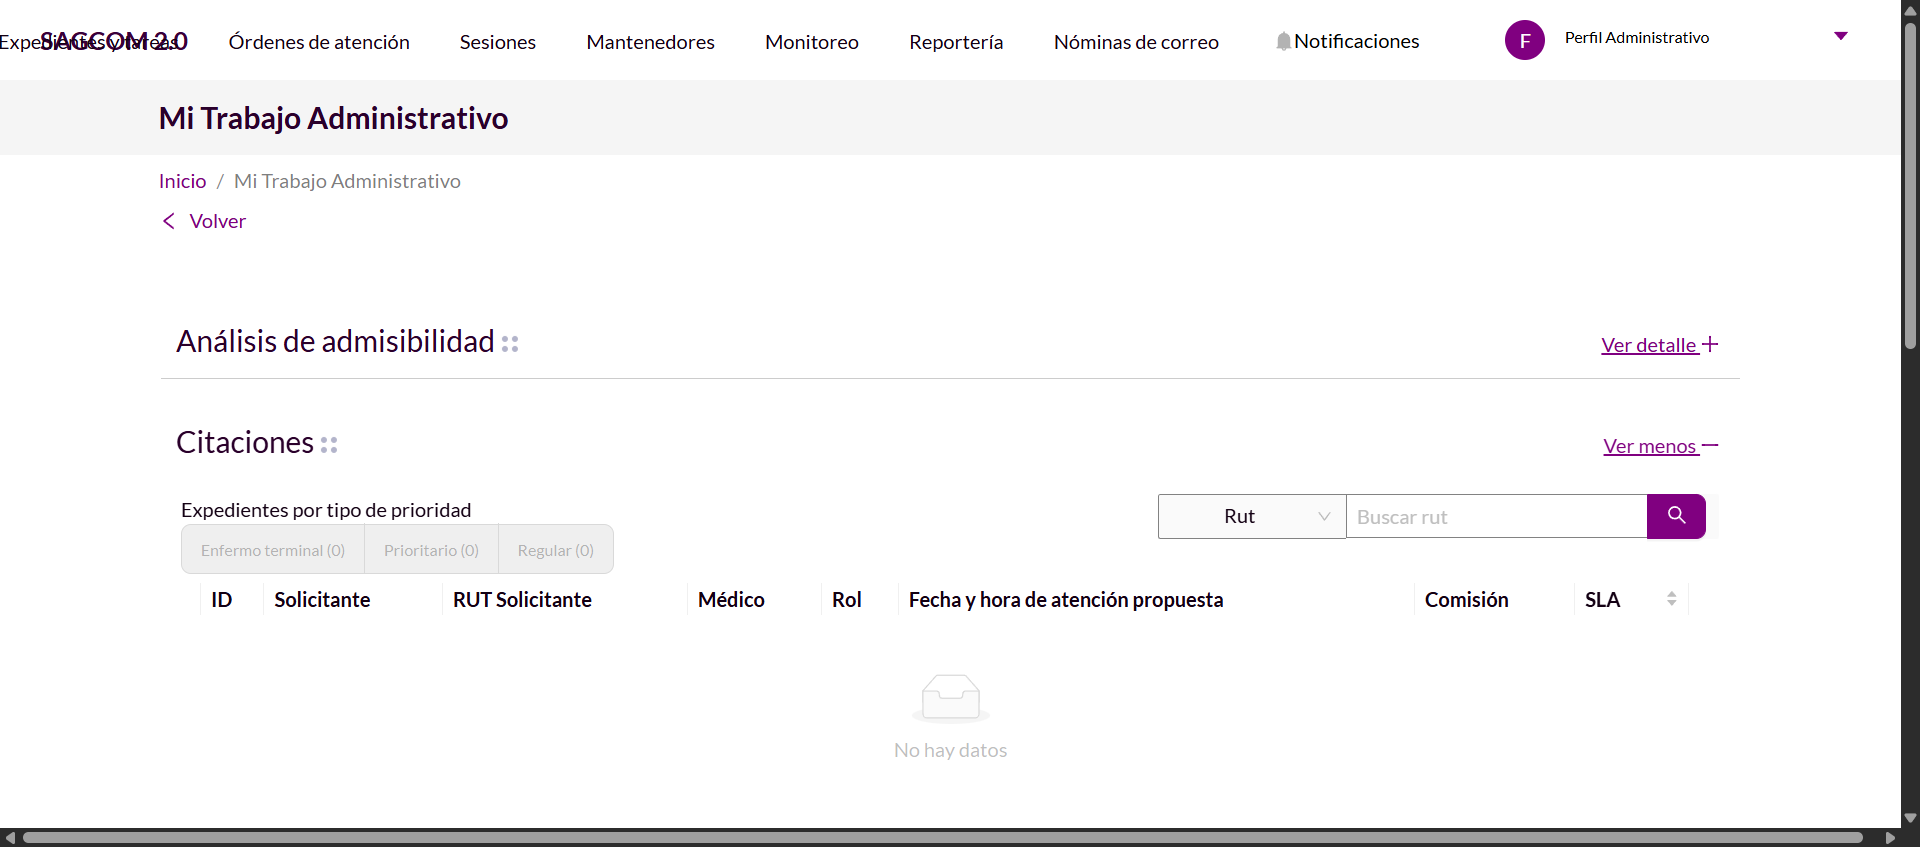 SAGCOM 2.0
Expedientes y tareas
Órdenes de atención
Sesiones
Mantenedores
Monitoreo
Reportería
Nóminas de correo
Notificaciones
F
Perfil Administrativo
Mi Trabajo Administrativo
Inicio / Mi Trabajo Administrativo
Volver
Análisis de admisibilidad
Ver detalle
Citaciones
Ver menos
Expedientes por tipo de prioridad
Rut
Buscar rut
Enfermo terminal (0)
Prioritario (0)
Regular (0)
ID
Solicitante
RUT Solicitante
Médico
Rol
Fecha y hora de atención propuesta
Comisión
SLA
No hay datos